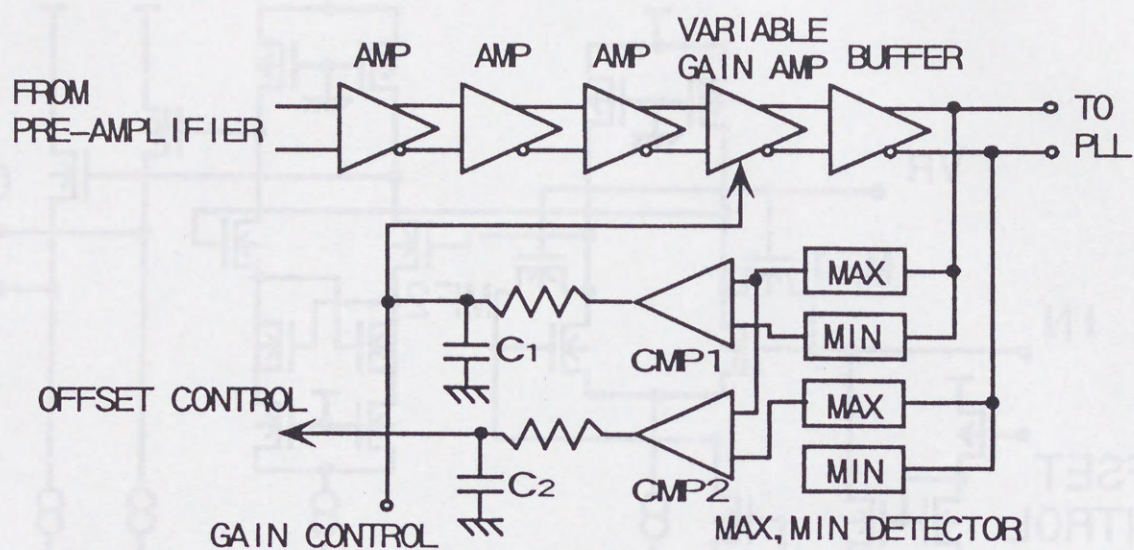 FROM
PRE-AMPLIFIER
AMP
AMP
AMP
VARIABLE
GAIN AMP
BUFFER
TO
PLL
MAX
MIN
CMP1
C1
OFFSET CONTROL
MAX
MIN
CMP2
C2
GAIN CONTROL
MAX, MIN DETECTOR